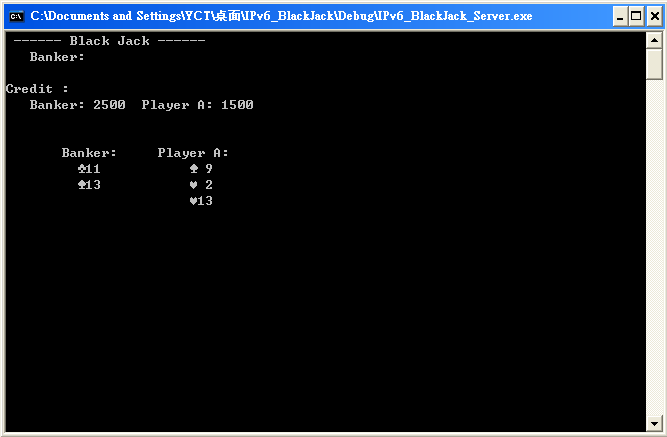 C:\Documents and Settings\YCT\桌面\IPv6_BlackJack\Debug\IPv6_BlackJack_Server.exe
------ Black Jack ------
Banker:
Credit :
Banker: 2500 Player A: 1500
Banker: Player A:
♣11 ♠ 9
♠13 ♥ 2
♥13